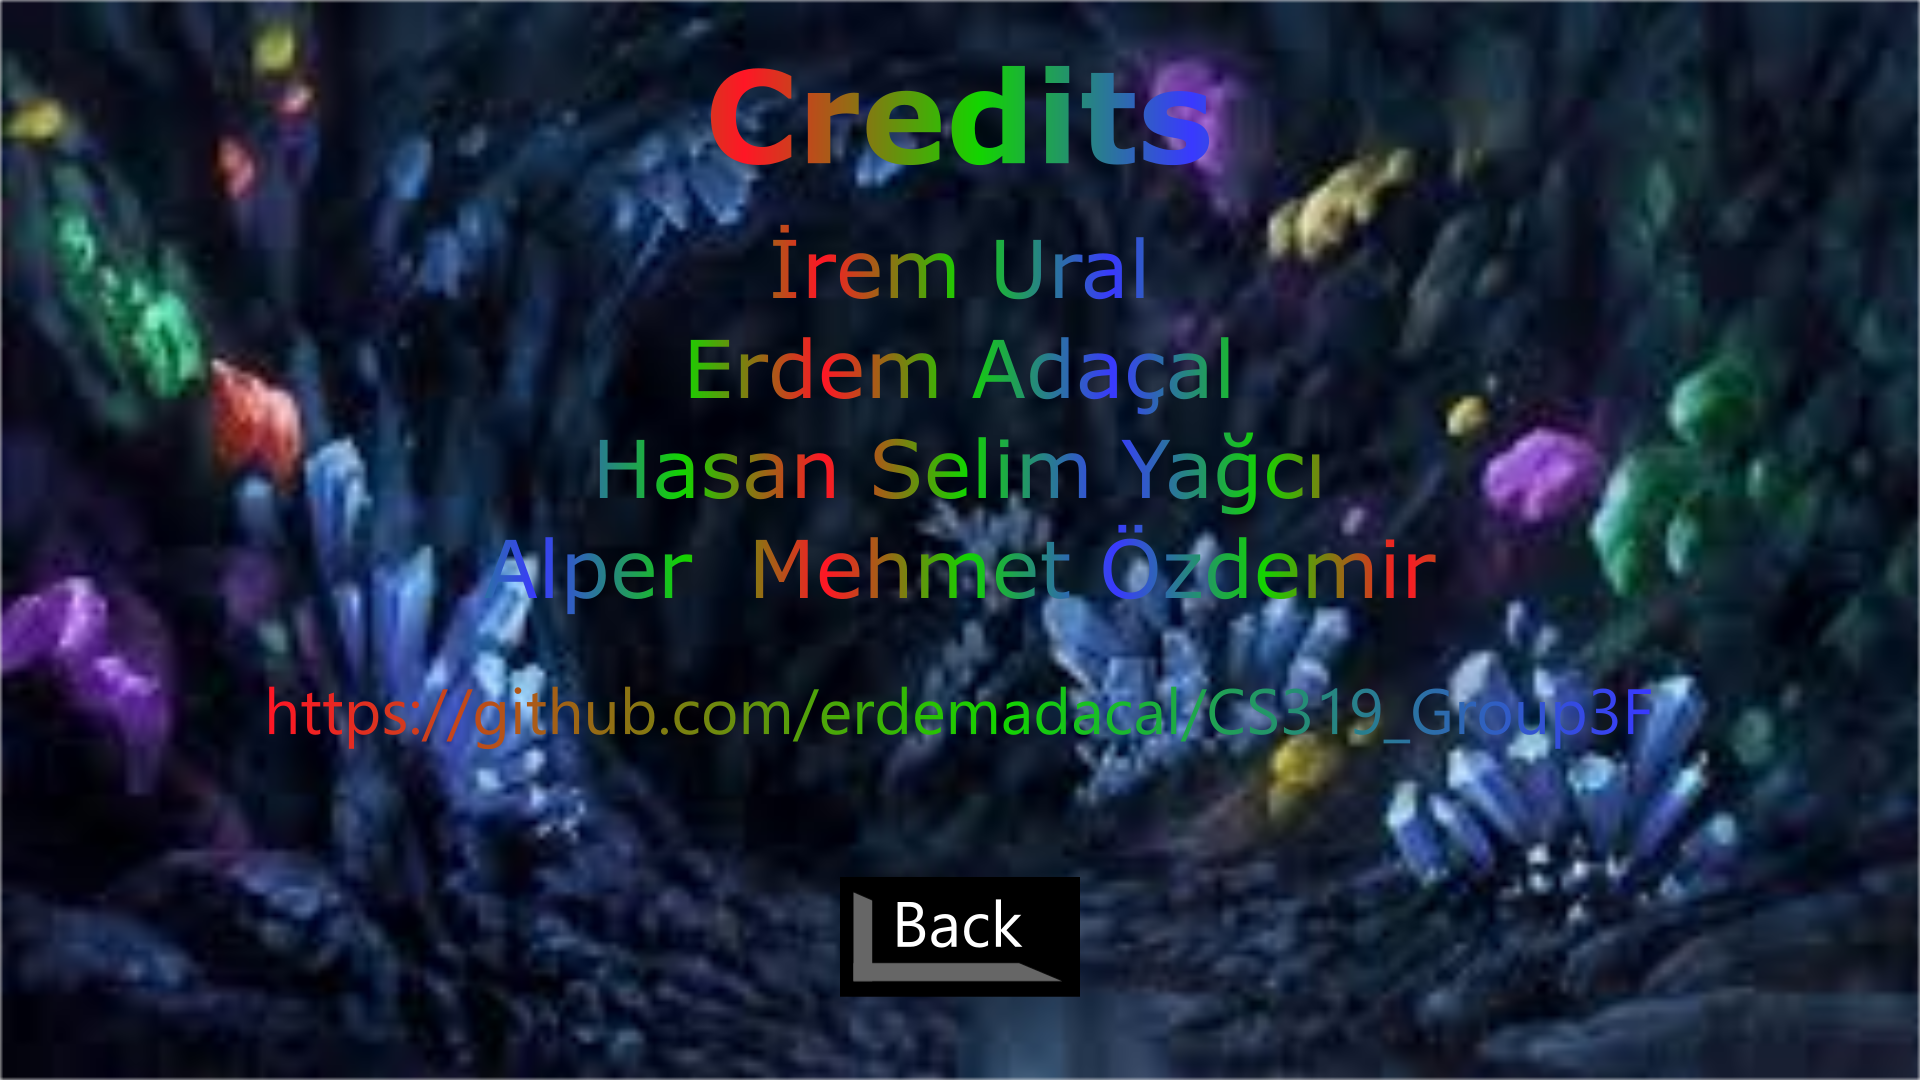 Credits
İrem Ural
Erdem Adaçal
Hasan Selim Yağcı
Alper  Mehmet Özdemir
https://github.com/erdemadacal/CS319_Group3F
Back